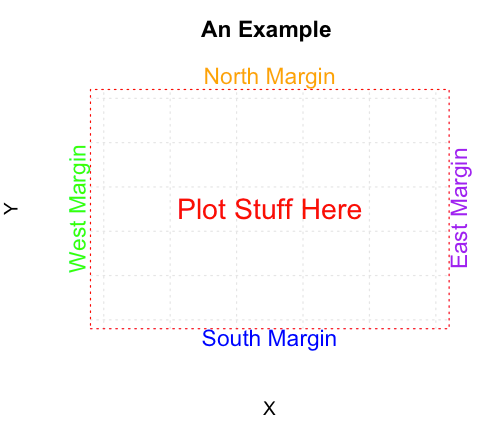 An Example
North Margin
West Margin
Y
Plot Stuff Here
East Margin
South Margin
X